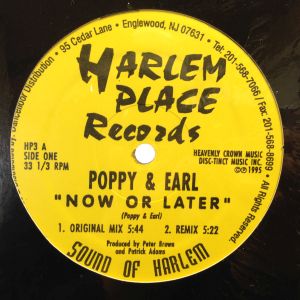 Dancefloor Distribution • 95 Cedar Lane • Englewood, NJ 07631 • Tel. 201-568-7066 / Fax: 201-568-8699 • All Rights Reserved.
HARLEM
PLACE
Records
HP3 A
SIDE ONE
33 1/3 RPM
HEAVENLY CROWN MUSIC
DISC-TINCT MUSIC INC.
©℗1995
POPPY & EARL
"NOW OR LATER"
(Poppy & Earl)
1. ORIGINAL MIX 5:44 2. REMIX 5:22
Produced by Peter Brown
and Patrick Adams
SOUND OF HARLEM